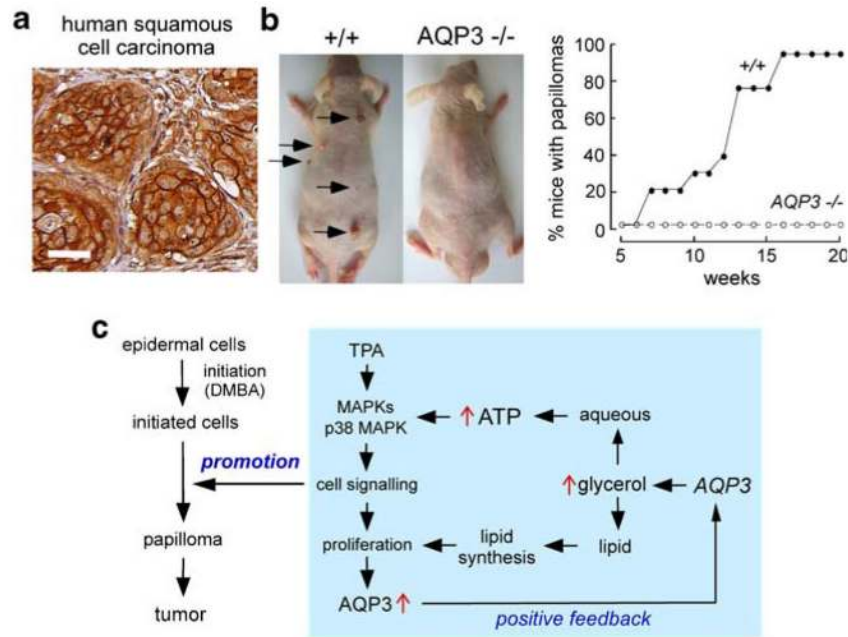 a
human squamous
cell carcinoma
b
+/+
AQP3 -/-
% mice with papillomas
100
80
60
40
20
0
+/+
AQP3 -/-
5
10
15
20
weeks
c
epidermal cells
initiation
(DMBA)
initiated cells
promotion
papilloma
tumor
TPA
MAPKs
p38 MAPK
↑ATP
aqueous
cell signalling
↑glycerol
AQP3
proliferation
lipid
synthesis
lipid
AQP3↑
positive feedback